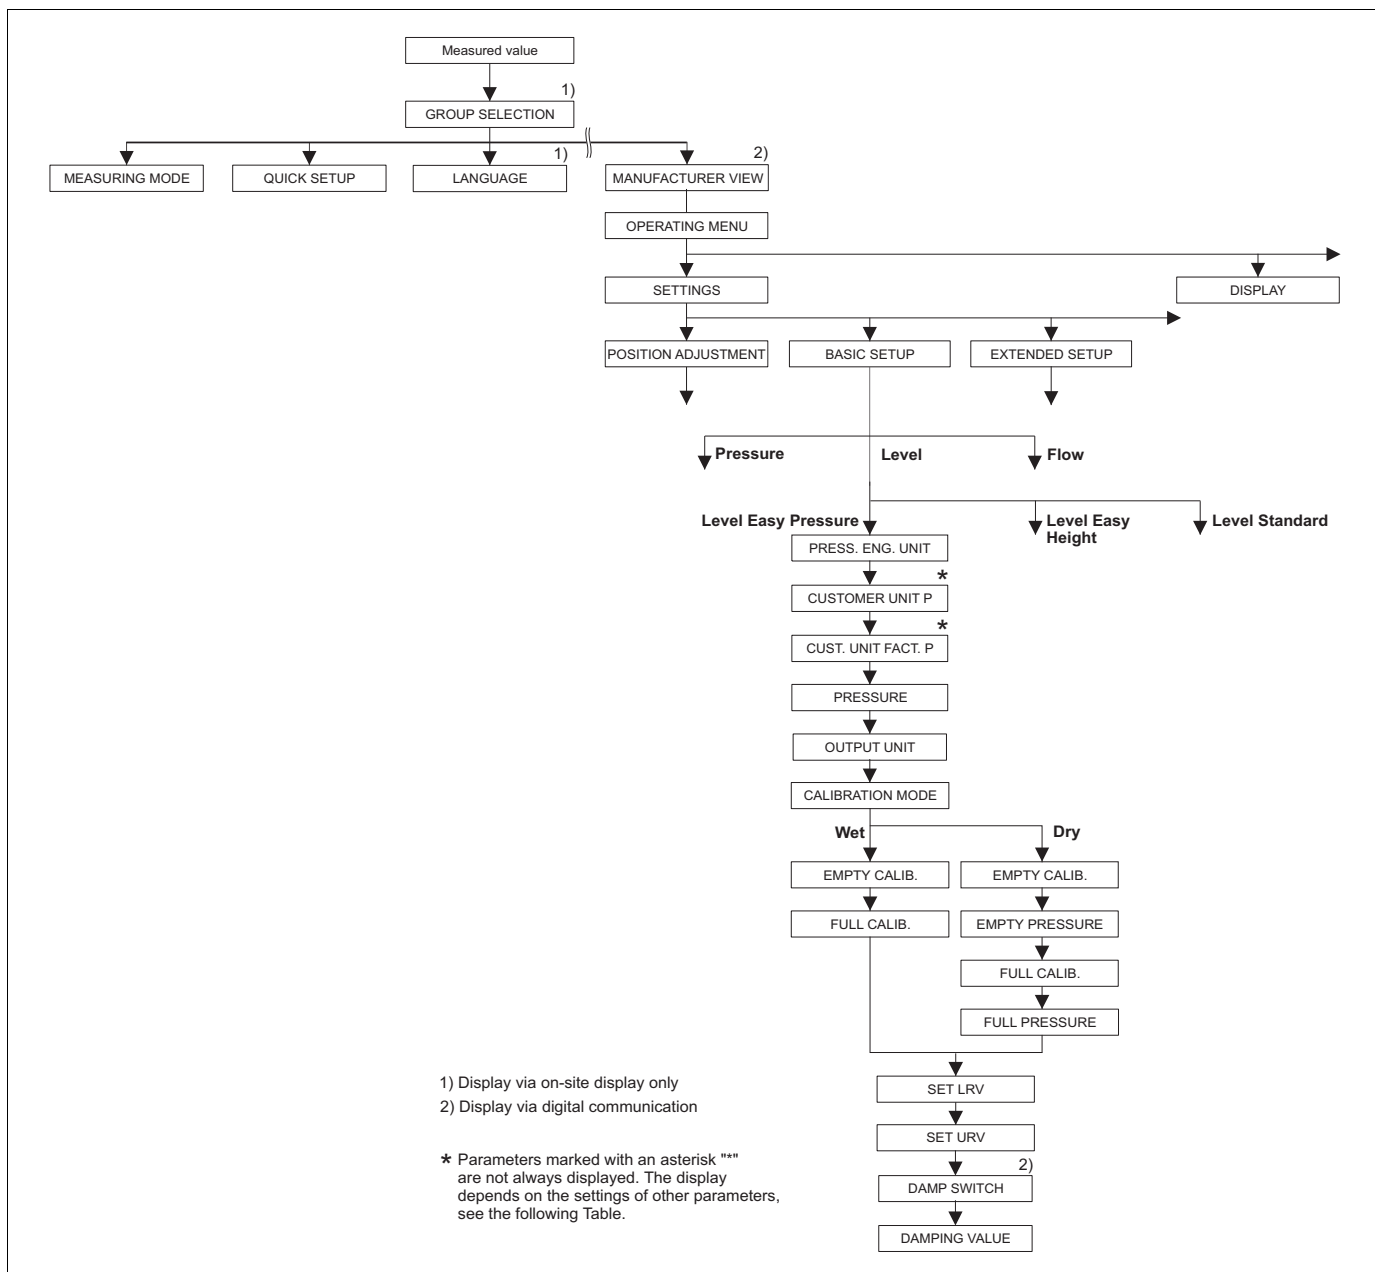 Measured value
1)
GROUP SELECTION
1)
2)
MEASURING MODE
QUICK SETUP
LANGUAGE
MANUFACTURER VIEW
OPERATING MENU
SETTINGS
DISPLAY
POSITION ADJUSTMENT
BASIC SETUP
EXTENDED SETUP
Pressure
Level
Flow
Level Easy Pressure
Level Easy
Height
Level Standard
PRESS. ENG. UNIT
*
CUSTOMER UNIT P
*
CUST. UNIT FACT. P
PRESSURE
OUTPUT UNIT
CALIBRATION MODE
Wet
Dry
EMPTY CALIB.
EMPTY CALIB.
FULL CALIB.
EMPTY PRESSURE
FULL CALIB.
FULL PRESSURE
SET LRV
SET URV
2)
DAMP SWITCH
DAMPING VALUE
1) Display via on-site display only
2) Display via digital communication
* Parameters marked with an asterisk "*"
are not always displayed. The display
depends on the settings of other parameters,
see the following Table.